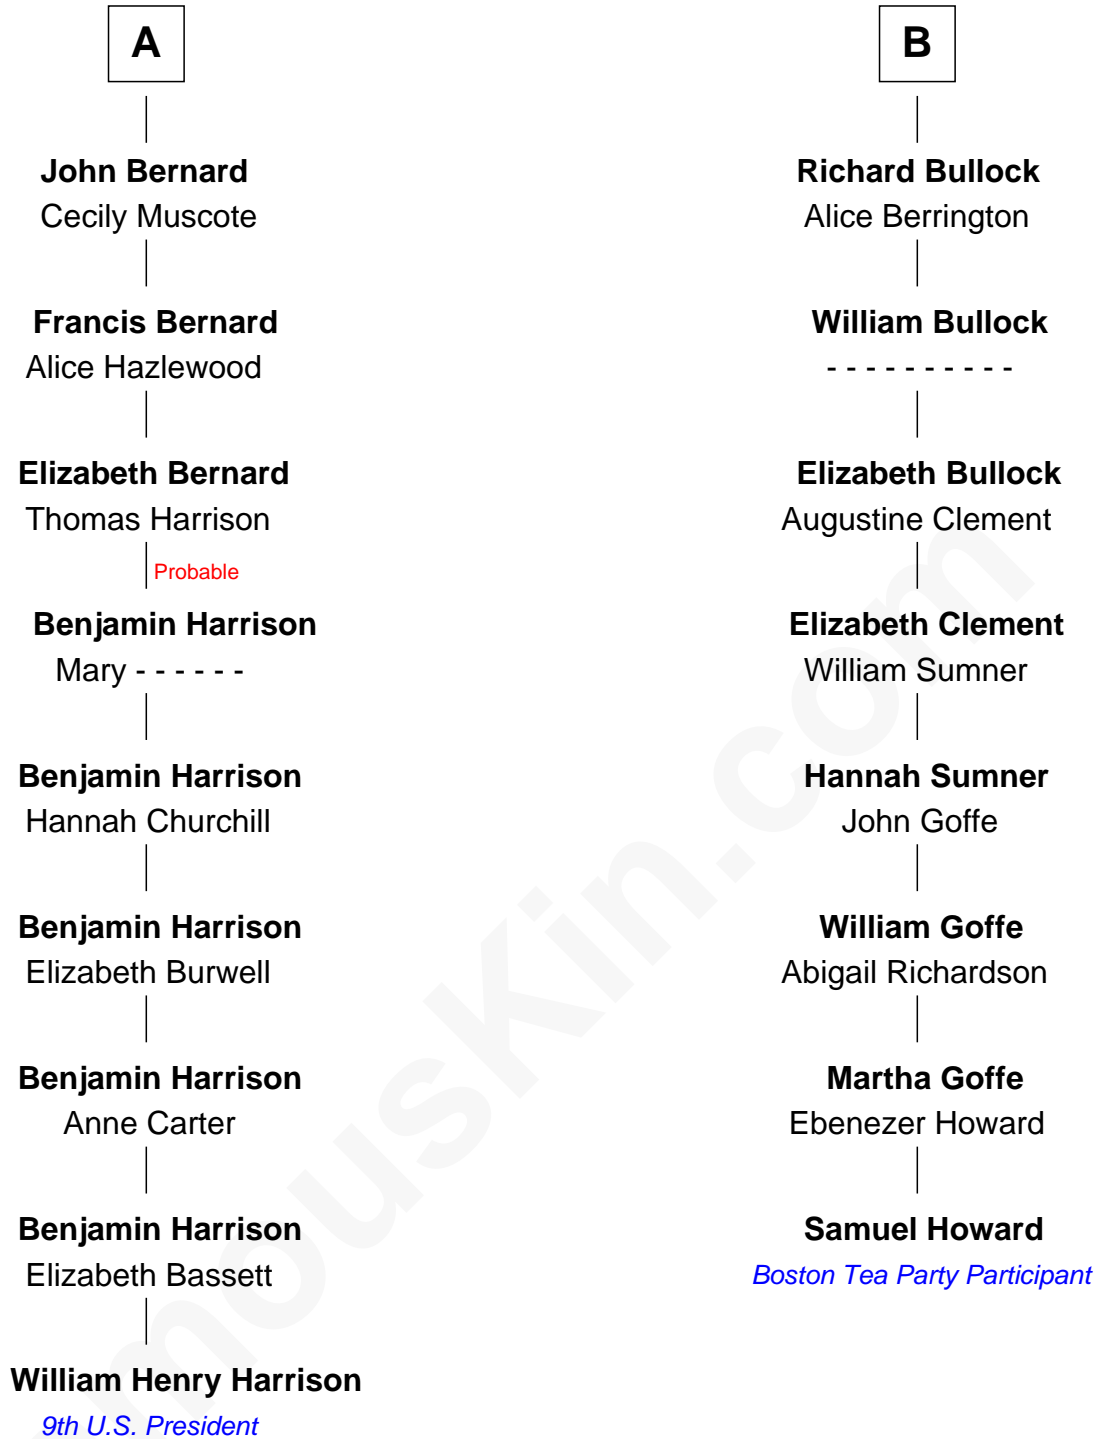 A
John Bernard
Cecily Muscote
Francis Bernard
Alice Hazlewood
Elizabeth Bernard
Thomas Harrison
Probable
Benjamin Harrison
Mary - - - - - -
Benjamin Harrison
Hannah Churchill
Benjamin Harrison
Elizabeth Burwell
Benjamin Harrison
Anne Carter
Benjamin Harrison
Elizabeth Bassett
William Henry Harrison
9th U.S. President
B
Richard Bullock
Alice Berrington
William Bullock
- - - - - - - - - -
Elizabeth Bullock
Augustine Clement
Elizabeth Clement
William Sumner
Hannah Sumner
John Goffe
William Goffe
Abigail Richardson
Martha Goffe
Ebenezer Howard
Samuel Howard
Boston Tea Party Participant
mousKin.com